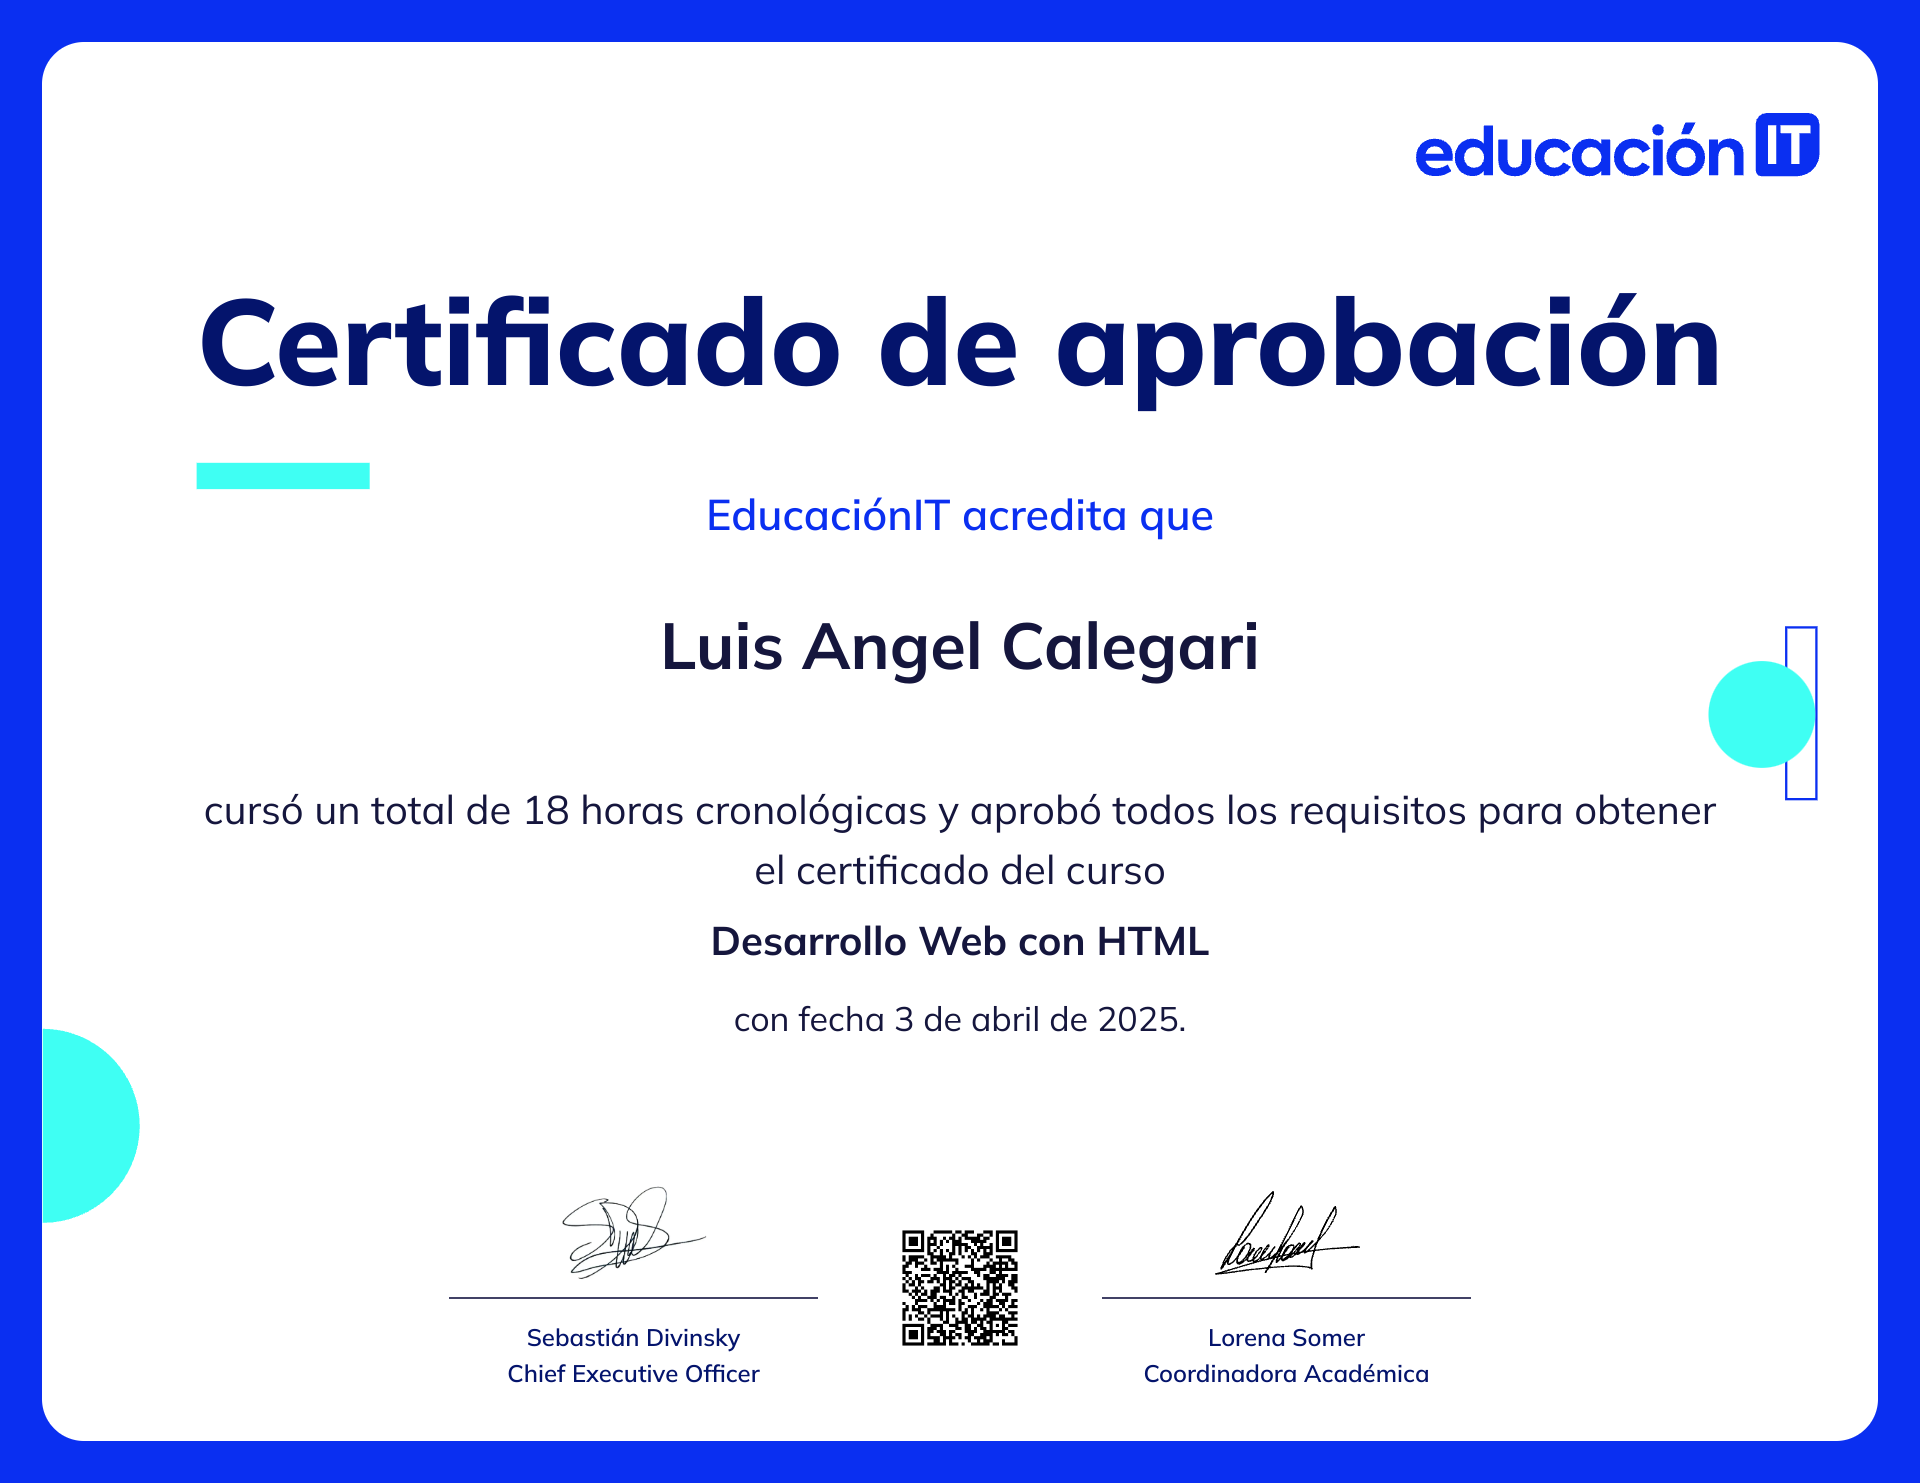 educación IT
Certificado de aprobación
EducaciónIT acredita que
Luis Angel Calegari
cursó un total de 18 horas cronológicas y aprobó todos los requisitos para obtener
el certificado del curso
Desarrollo Web con HTML
con fecha 3 de abril de 2025.
Sebastián Divinsky
Chief Executive Officer
Lorena Somer
Coordinadora Académica